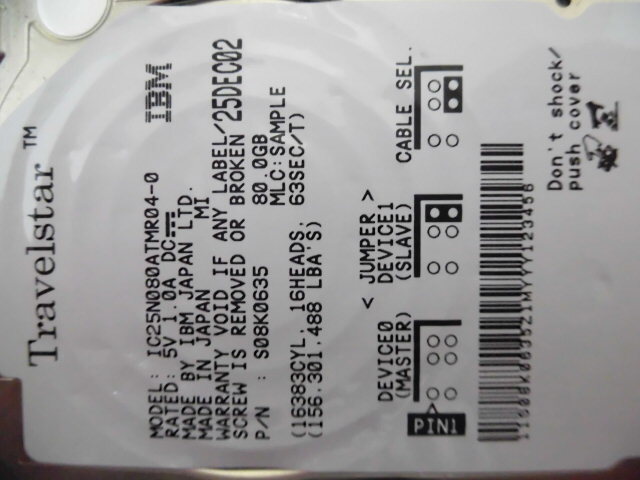 Travelstar™
IBM
MODEL: IC25N080ATMR04-0
RATED: 5V 1.0A DC
MADE BY IBM JAPAN LTD.
MADE IN JAPAN MI
WARRANTY VOID IF ANY LABEL/25DEC02
SCREW IS REMOVED OR BROKEN
P/N : S08K0635 80.0GB
MLC:SAMPLE
(16383CYL, 16HEADS, 63SEC/T)
(156.301.488 LBA'S)
< JUMPER >
DEVICE0 DEVICE1 CABLE SEL.
(MASTER) (SLAVE)
PIN1
Don't shock/
push cover